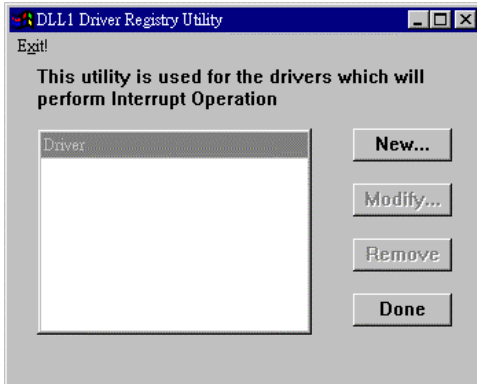 DLL1 Driver Registry Utility
Exit!
This utility is used for the drivers which will
perform Interrupt Operation
Driver
New...
Modify...
Remove
Done